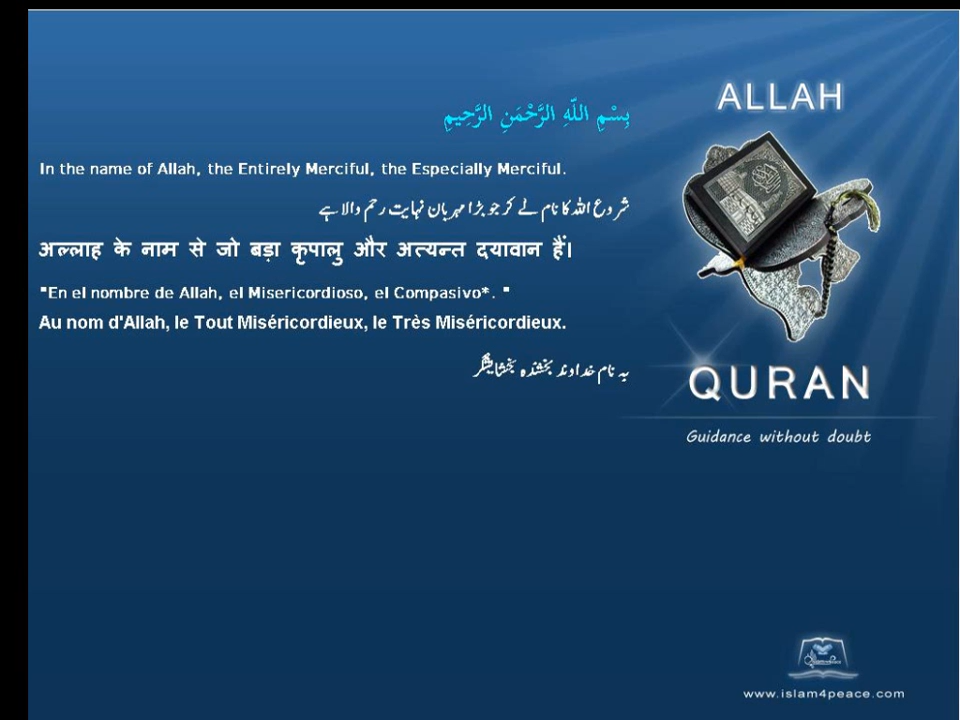 بِسْمِ اللّهِ الرَّحْمَنِ الرَّحِيمِ
In the name of Allah, the Entirely Merciful, the Especially Merciful.
شروع اللہ کا نام لے کر جو بڑا مہربان نہایت رحم والا ہے
अल्लाह के नाम से जो बड़ा कृपालु और अत्यन्त दयावान हैं।
"En el nombre de Allah, el Misericordioso, el Compasivo*. "
Au nom d'Allah, le Tout Miséricordieux, le Très Miséricordieux.
به نام خداوند بخشنده بخشایشگر
ALLAH
QURAN
Guidance without doubt
www.islam4peace.com